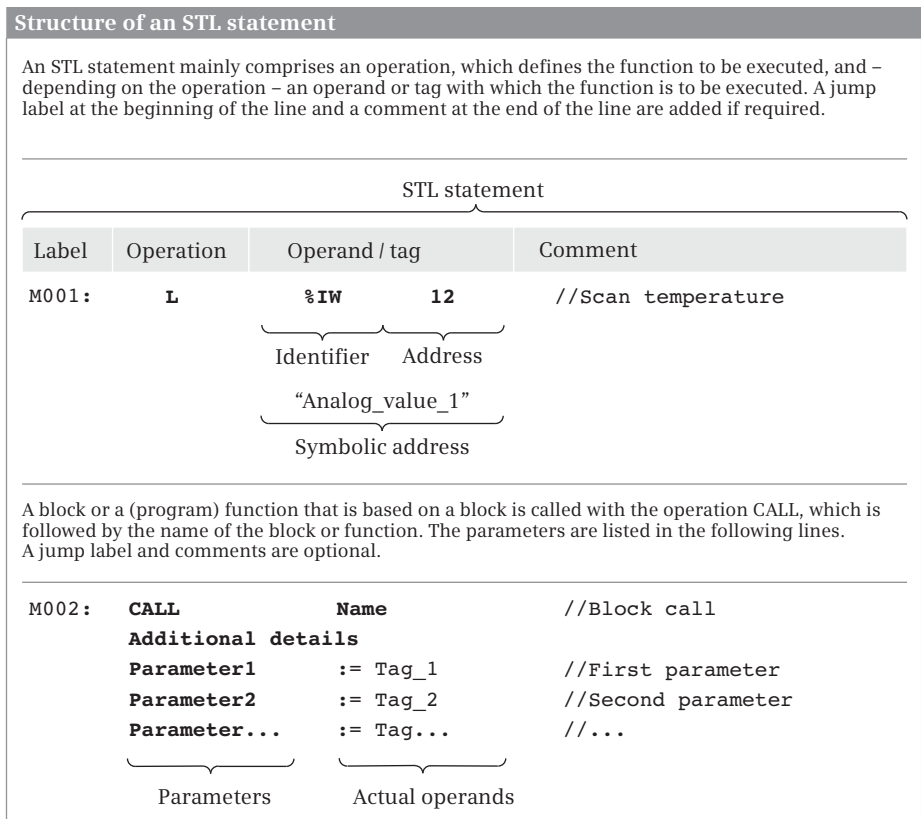 Structure of an STL statement
An STL statement mainly comprises an operation, which defines the function to be executed, and –
depending on the operation – an operand or tag with which the function is to be executed. A jump
label at the beginning of the line and a comment at the end of the line are added if required.
STL statement
Label Operation Operand / tag Comment
M001: L %IW 12 //Scan temperature
Identifier Address
“Analog_value_1”
Symbolic address
A block or a (program) function that is based on a block is called with the operation CALL, which is
followed by the name of the block or function. The parameters are listed in the following lines.
A jump label and comments are optional.
M002: CALL Name //Block call
Additional details
Parameter1 := Tag_1 //First parameter
Parameter2 := Tag_2 //Second parameter
Parameter... := Tag... //...
Parameters Actual operands